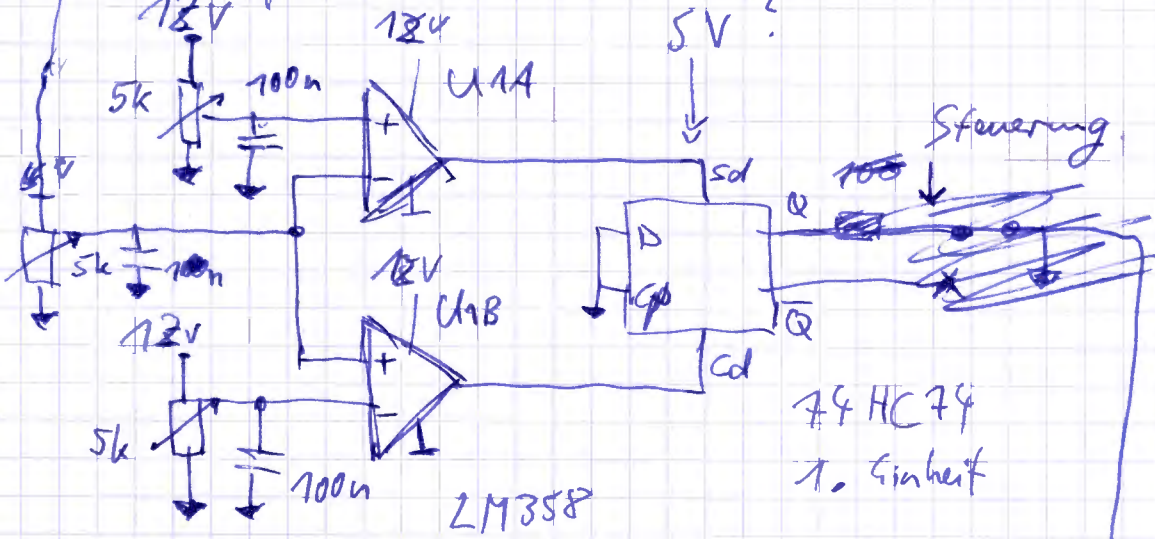 12V
12V
5V ?
5k
100n
U1A
Steuerung
+
-
sd
Q
5k
100n
D
Cp
12V
U1B
Q
12V
+
Cd
-
5k
74HC74
100n
1. Einheit
LM358